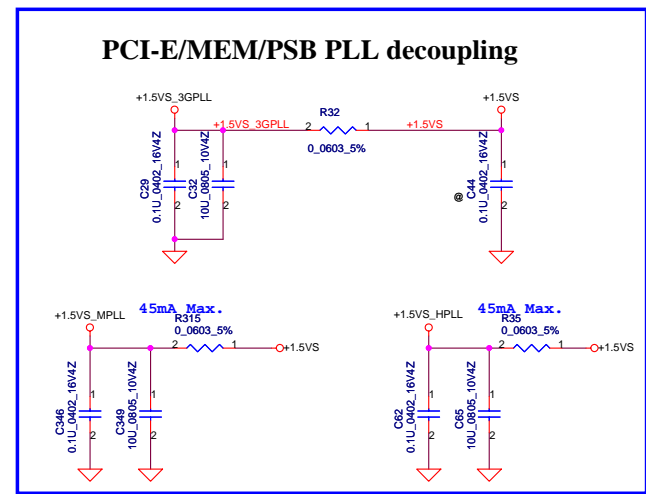 PCI-E/MEM/PSB PLL decoupling
+1.5VS_3GPLL
+1.5VS
R32
+1.5VS_3GPLL
2
1
+1.5VS
0_0603_5%
1
2
C29
0.1U_0402_16V4Z
1
2
C32
10U_0805_10V4Z
1
2
@
C44
0.1U_0402_16V4Z
45mA Max.
+1.5VS_MPLL
R315
0_0603_5%
2
1
+1.5VS
1
2
C346
0.1U_0402_16V4Z
1
2
C349
10U_0805_10V4Z
45mA Max.
+1.5VS_HPLL
R35
0_0603_5%
2
1
+1.5VS
1
2
C62
0.1U_0402_16V4Z
1
2
C65
10U_0805_10V4Z